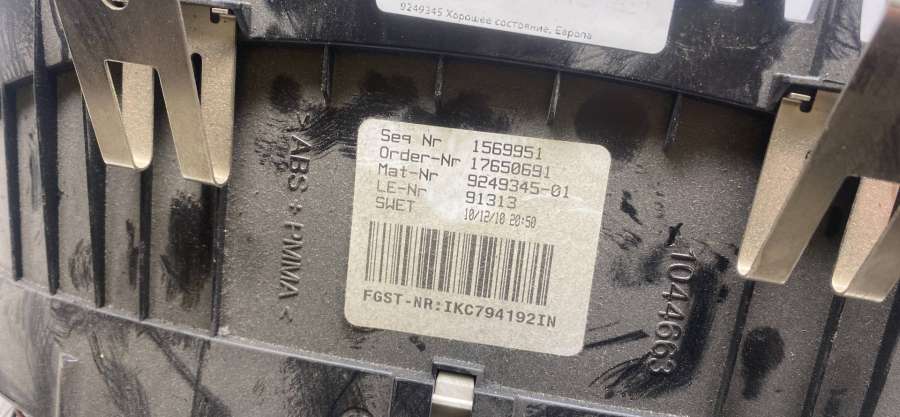 9249345 Хорошее состояние, Европа
Seq Nr 1569951
Order-Nr 17650691
Mat-Nr 9249345-01
LE-Nr 91313
SWET 10/12/10 20:50
FGST-NR:IKC794192IN
>ABS + PMMA<
1044663